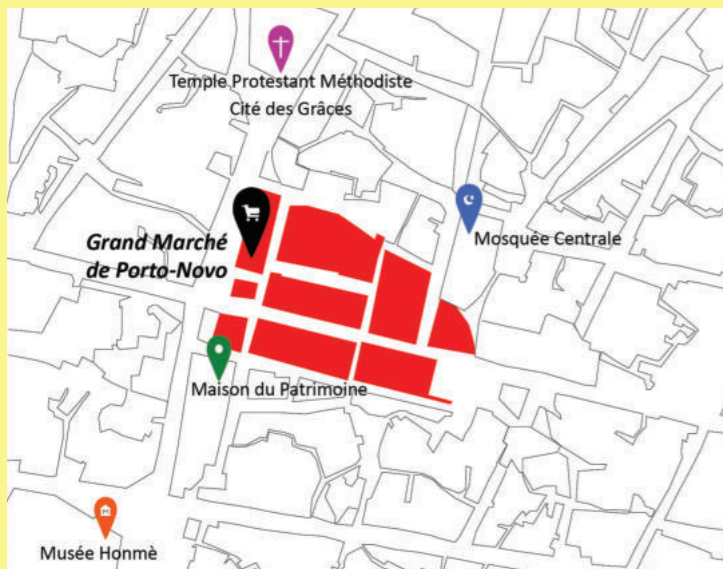 Temple Protestant Méthodiste
Cité des Grâces
Grand Marché
de Porto-Novo
Mosquée Centrale
Maison du Patrimoine
Musée Honmè